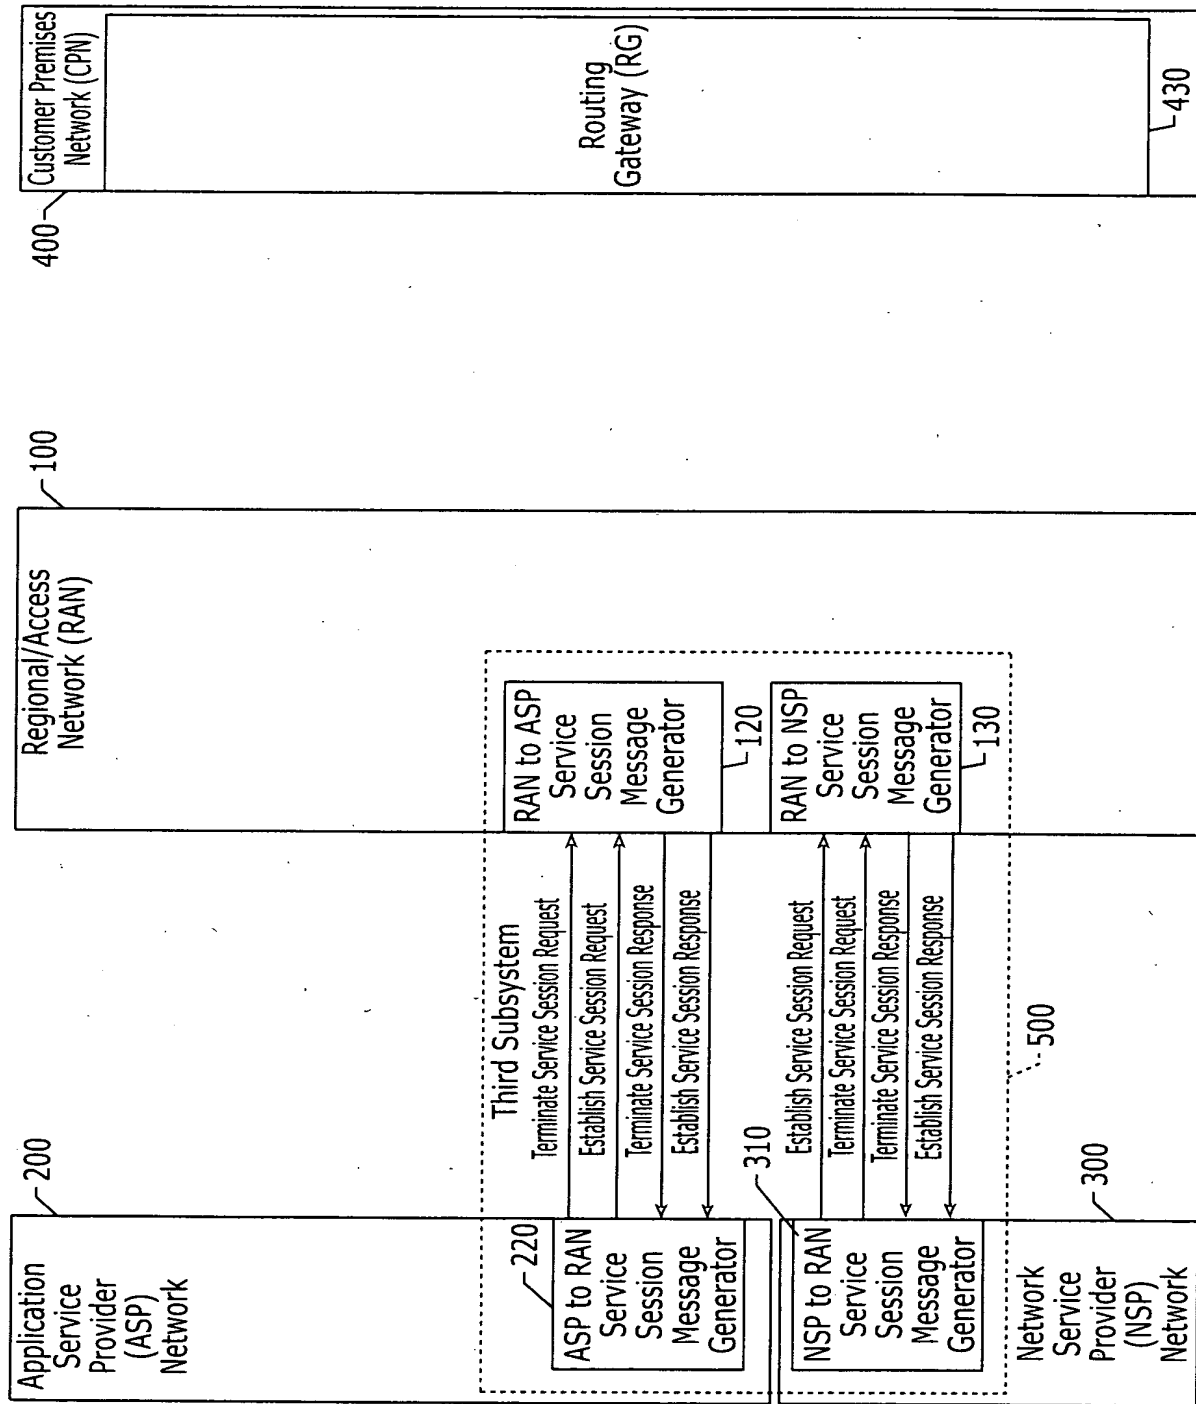 Application
Service
Provider
(ASP)
Network
200
Regional/Access
Network (RAN)
100
Customer Premises
Network (CPN)
400
Routing
Gateway (RG)
430
Third Subsystem
ASP to RAN
Service
Session
Message
Generator
220
Terminate Service Session Request
Establish Service Session Request
Terminate Service Session Response
Establish Service Session Response
RAN to ASP
Service
Session
Message
Generator
120
NSP to RAN
Service
Session
Message
Generator
310
Establish Service Session Request
Terminate Service Session Request
Terminate Service Session Response
Establish Service Session Response
RAN to NSP
Service
Session
Message
Generator
130
500
Network
Service
Provider
(NSP)
Network
300